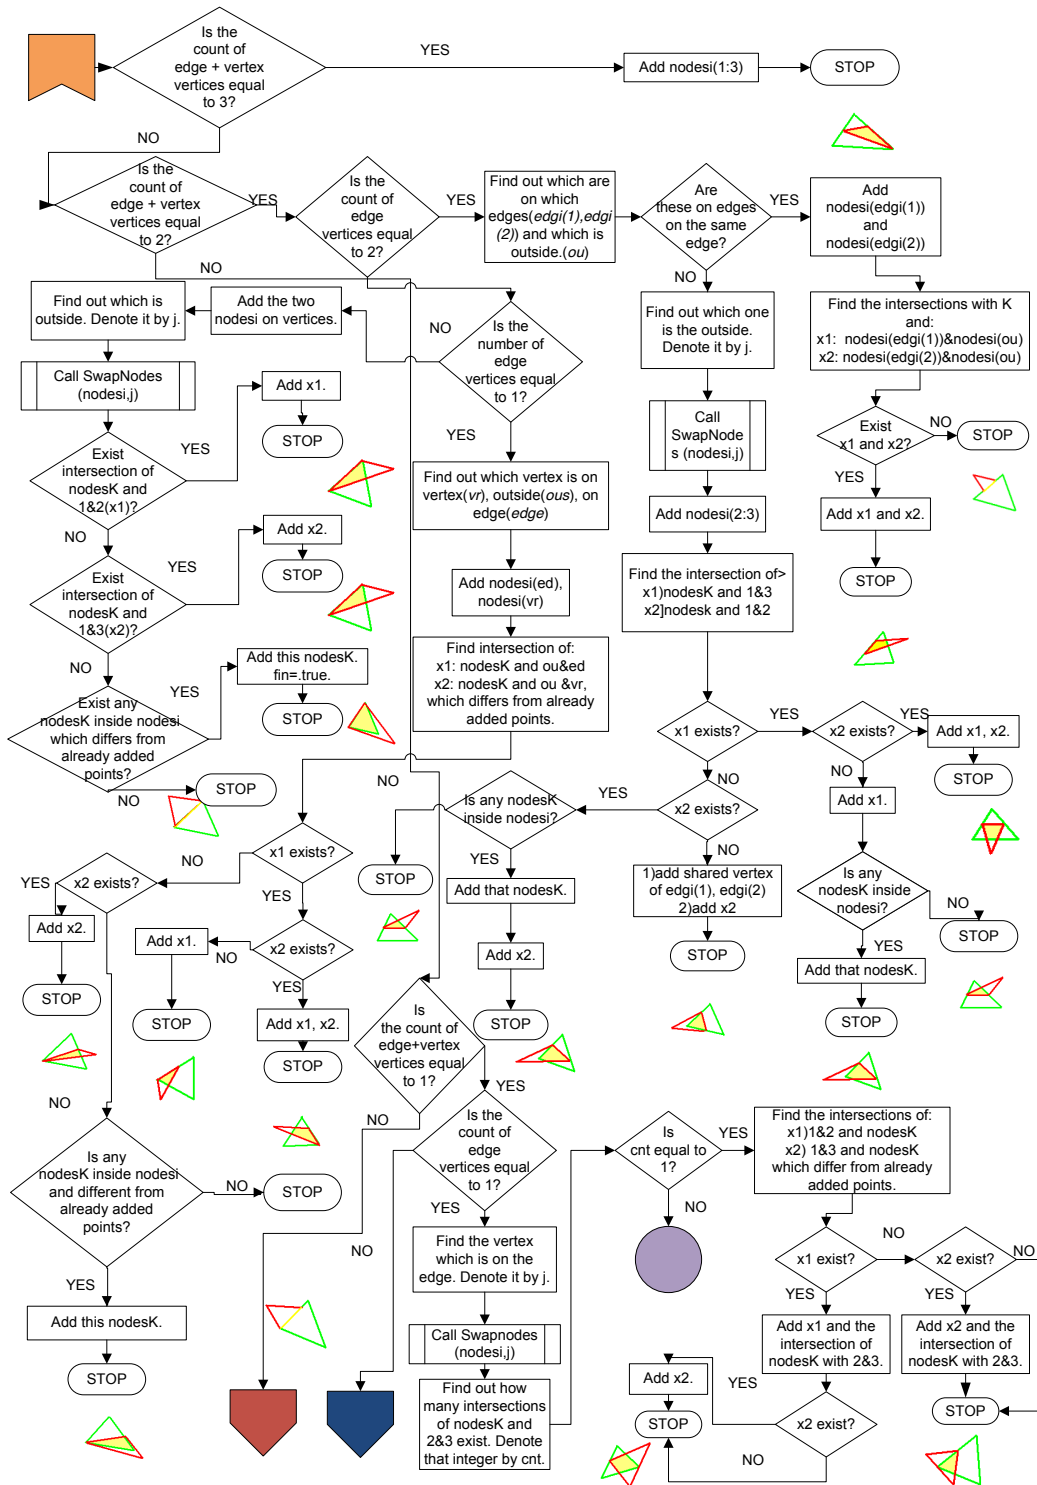 Is the
count of
edge + vertex
vertices equal
to 3?
YES
Add nodesi(1:3)
STOP
NO
Is the
count of
edge + vertex
vertices equal
to 2?
YES
Is the
count of
edge
vertices equal
to 2?
YES
Find out which are
on which
edges(edgi(1),edgi
(2)) and which is
outside.(ou)
Are
these on edges
on the same
edge?
YES
Add
nodesi(edgi(1))
and
nodesi(edgi(2))
NO
NO
NO
Find out which is
outside. Denote it by j.
Add the two
nodesi on vertices.
Is the
number of
edge
vertices equal
to 1?
Find out which one
is the outside.
Denote it by j.
Find the intersections with K
and:
x1: nodesi(edgi(1))&nodesi(ou)
x2: nodesi(edgi(2))&nodesi(ou)
Call SwapNodes
(nodesi,j)
Add x1.
STOP
YES
Exist
intersection of
nodesK and
1&2(x1)?
NO
YES
Call
SwapNode
s (nodesi,j)
Exist
x1 and x2?
NO
STOP
YES
Find out which vertex is on
vertex(vr), outside(ous), on
edge(edge)
Add nodesi(2:3)
Add x1 and x2.
STOP
Add x2.
STOP
YES
Exist
intersection of
nodesK and
1&3(x2)?
NO
Add nodesi(ed),
nodesi(vr)
Find the intersection of>
x1)nodesK and 1&3
x2]nodesk and 1&2
Find intersection of:
x1: nodesK and ou&ed
x2: nodesK and ou &vr,
which differs from already
added points.
Add this nodesK.
fin=.true.
STOP
YES
Exist any
nodesK inside nodesi
which differs from
already added
points?
NO
STOP
x1 exists?
YES
x2 exists?
YES
Add x1, x2.
STOP
NO
NO
Add x1.
Is any nodesK
inside nodesi?
YES
x2 exists?
NO
YES
STOP
Add that nodesK.
1)add shared vertex
of edgi(1), edgi(2)
2)add x2
STOP
Is any
nodesK inside
nodesi?
NO
STOP
YES
Add that nodesK.
STOP
Add x2.
STOP
x1 exists?
NO
x2 exists?
YES
Add x2.
STOP
YES
x2 exists?
NO
Add x1.
STOP
YES
Add x1, x2.
STOP
NO
Is
the count of
edge+vertex
vertices equal
to 1?
YES
NO
Is the
count of
edge
vertices equal
to 1?
YES
NO
Is
cnt equal to
1?
YES
NO
Find the intersections of:
x1)1&2 and nodesK
x2) 1&3 and nodesK
which differ from already
added points.
Is any
nodesK inside nodesi
and different from
already added
points?
NO
STOP
YES
Add this nodesK.
STOP
Find the vertex
which is on the
edge. Denote it by j.
Call Swapnodes
(nodesi,j)
Find out how
many intersections
of nodesK and
2&3 exist. Denote
that integer by cnt.
x1 exist?
NO
x2 exist?
NO
YES
YES
Add x1 and the
intersection of
nodesK with 2&3.
Add x2 and the
intersection of
nodesK with 2&3.
STOP
x2 exist?
YES
Add x2.
STOP
NO